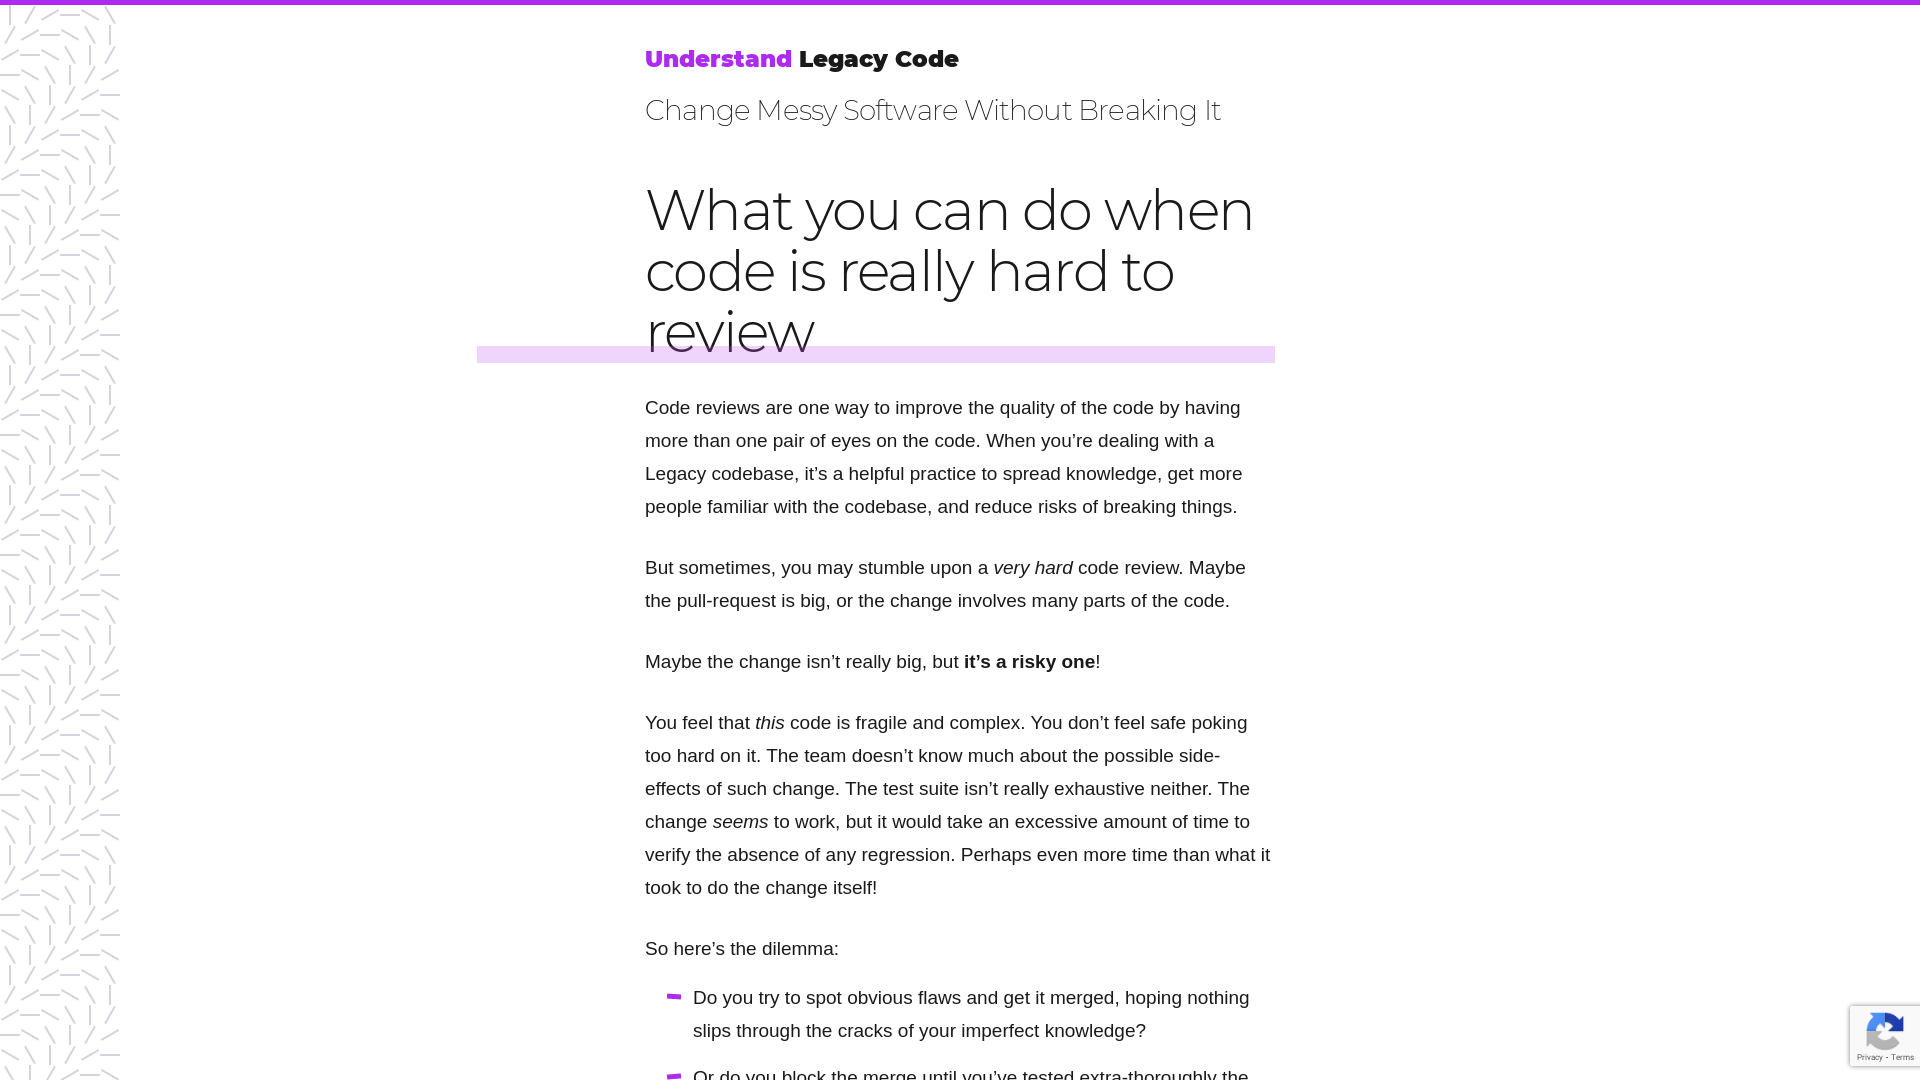 Understand Legacy Code
Change Messy Software Without Breaking It
What you can do when
code is really hard to
review
Code reviews are one way to improve the quality of the code by having
more than one pair of eyes on the code. When you’re dealing with a
Legacy codebase, it’s a helpful practice to spread knowledge, get more
people familiar with the codebase, and reduce risks of breaking things.
But sometimes, you may stumble upon a very hard code review. Maybe
the pull-request is big, or the change involves many parts of the code.
Maybe the change isn’t really big, but it’s a risky one!
You feel that this code is fragile and complex. You don’t feel safe poking
too hard on it. The team doesn’t know much about the possible side-
effects of such change. The test suite isn’t really exhaustive neither. The
change seems to work, but it would take an excessive amount of time to
verify the absence of any regression. Perhaps even more time than what it
took to do the change itself!
So here’s the dilemma:
Do you try to spot obvious flaws and get it merged, hoping nothing
slips through the cracks of your imperfect knowledge?
Or do you block the merge until you’ve tested extra-thoroughly the
Privacy - Terms